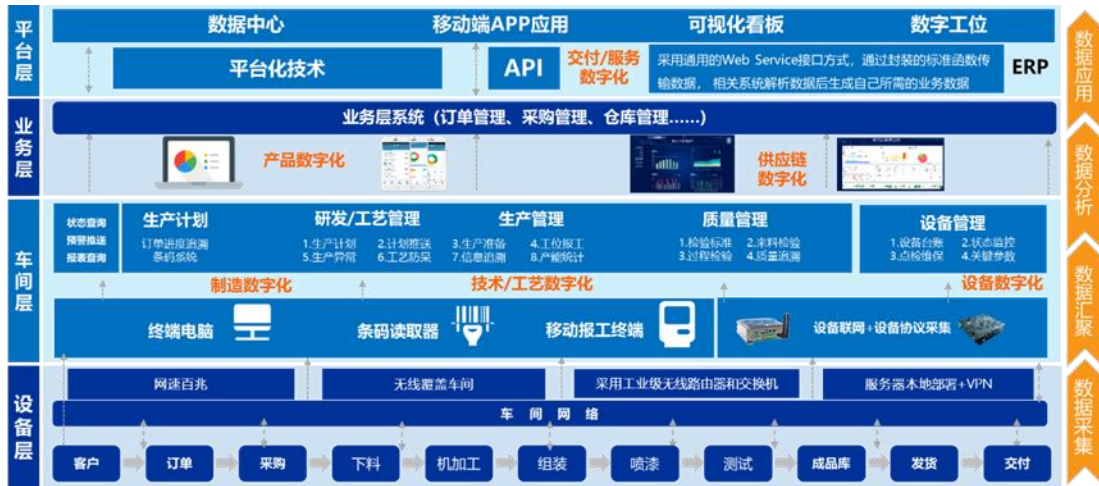 平台层
数据中心
移动端APP应用
可视化看板
数字工位
平台化技术
API
交付/服务
数字化
采用通用的Web Service接口方式，通过封装的标准函数传
输数据， 相关系统解析数据后生成自己所需的业务数据
ERP
数据应用
业务层
业务层系统（订单管理、采购管理、仓库管理……）
产品数字化
供应链
数字化
数据分析
车间层
状态查询
预警推送
报表查询
生产计划
订单进度追溯
条码系统
研发/工艺管理
1.生产计划
2.计划推送
5.生产异常
6.工艺防呆
生产管理
3.生产准备
4.工位报工
7.信息追溯
8.产能统计
质量管理
1.检验标准
2.来料检验
3.过程检验
4.质量追溯
设备管理
1.设备台账
2.状态监控
3.点检维保
4.关键参数
制造数字化
技术/工艺数字化
设备数字化
终端电脑
条码读取器
移动报工终端
设备联网+设备协议采集
数据汇聚
设备层
网速百兆
无线覆盖车间
采用工业级无线路由器和交换机
服务器本地部署+VPN
车间网络
客户
订单
采购
下料
机加工
组装
喷漆
测试
成品库
发货
交付
数据采集